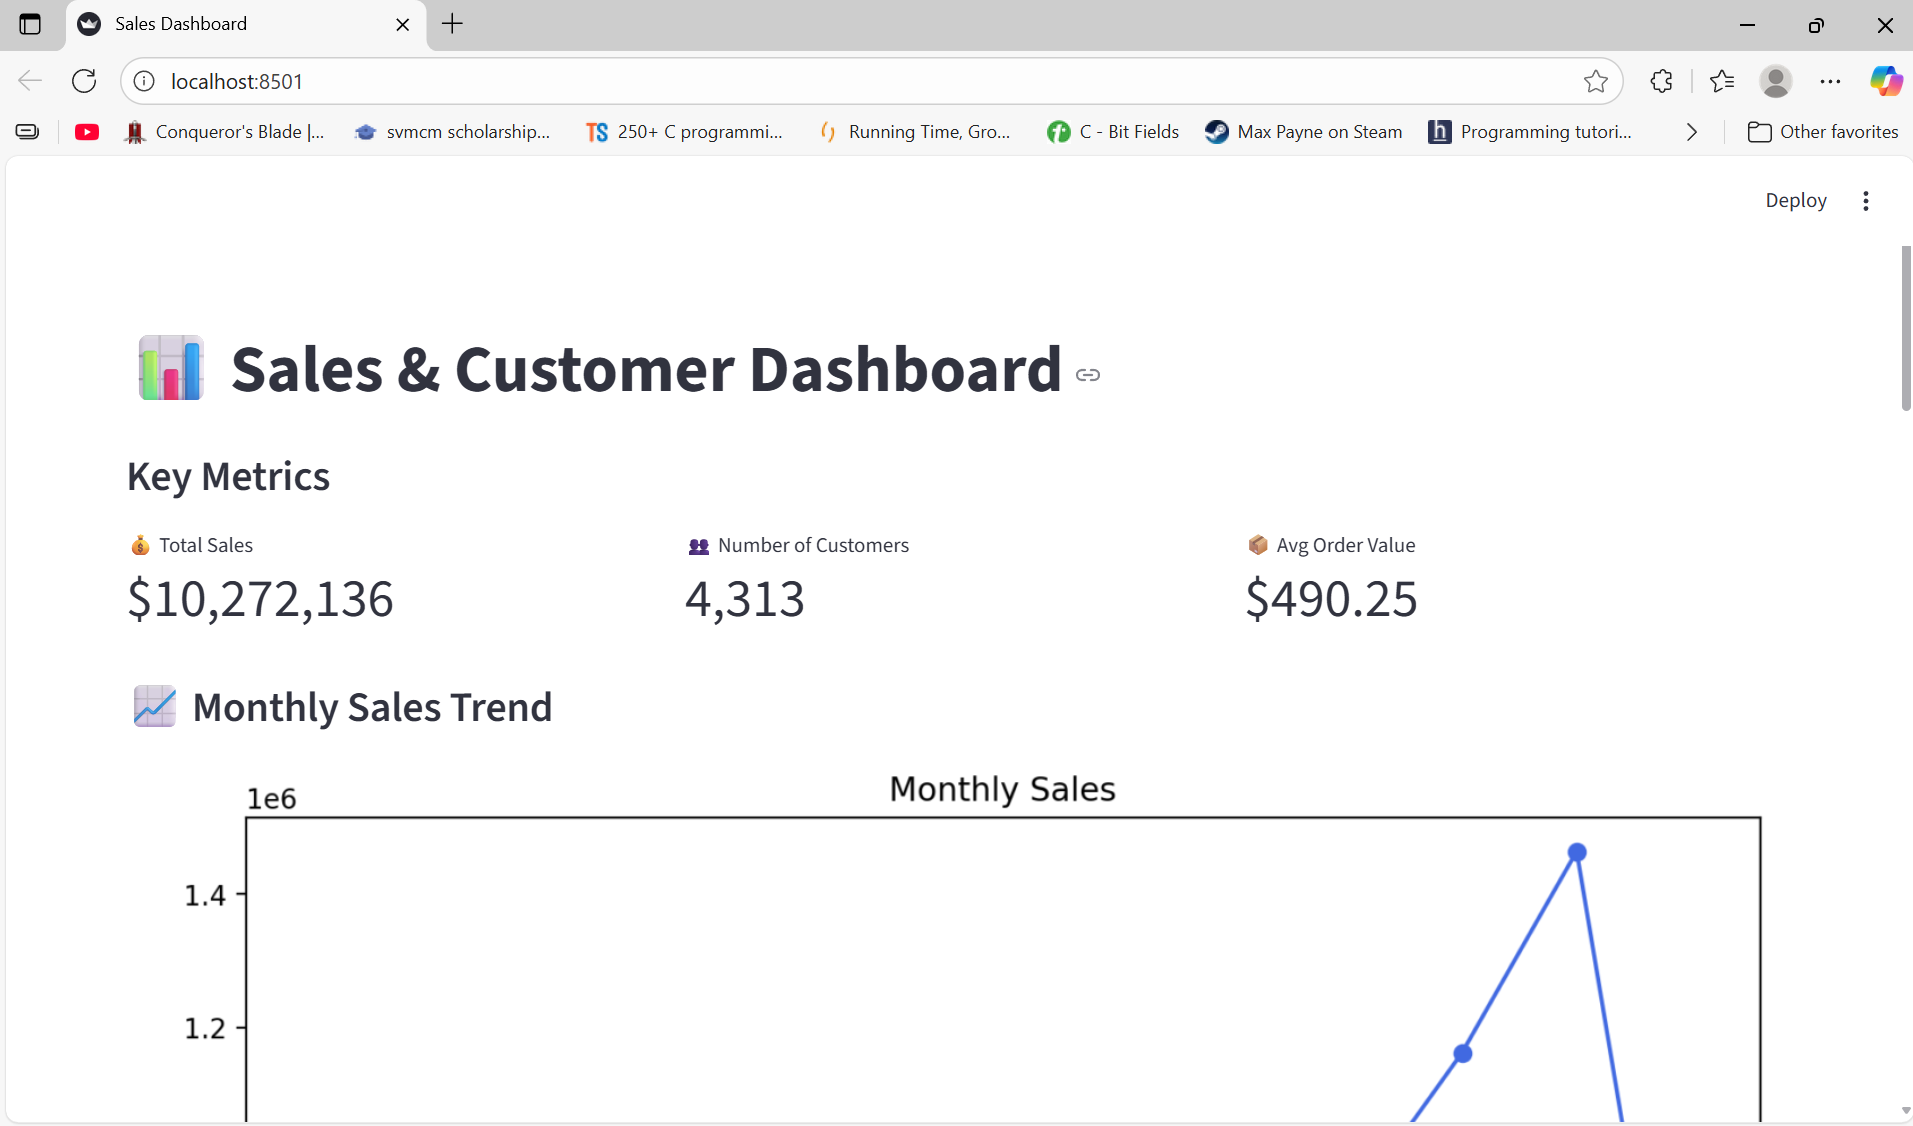 Sales Dashboard
localhost:8501
Conqueror's Blade |... svmcm scholarship... TS 250+ C programmi... Running Time, Gro... C - Bit Fields Max Payne on Steam h Programming tutori... Other favorites
Deploy
Sales & Customer Dashboard
Key Metrics
Total Sales Number of Customers Avg Order Value
$10,272,136 4,313 $490.25
Monthly Sales Trend
Monthly Sales
1e6
1.4
1.2